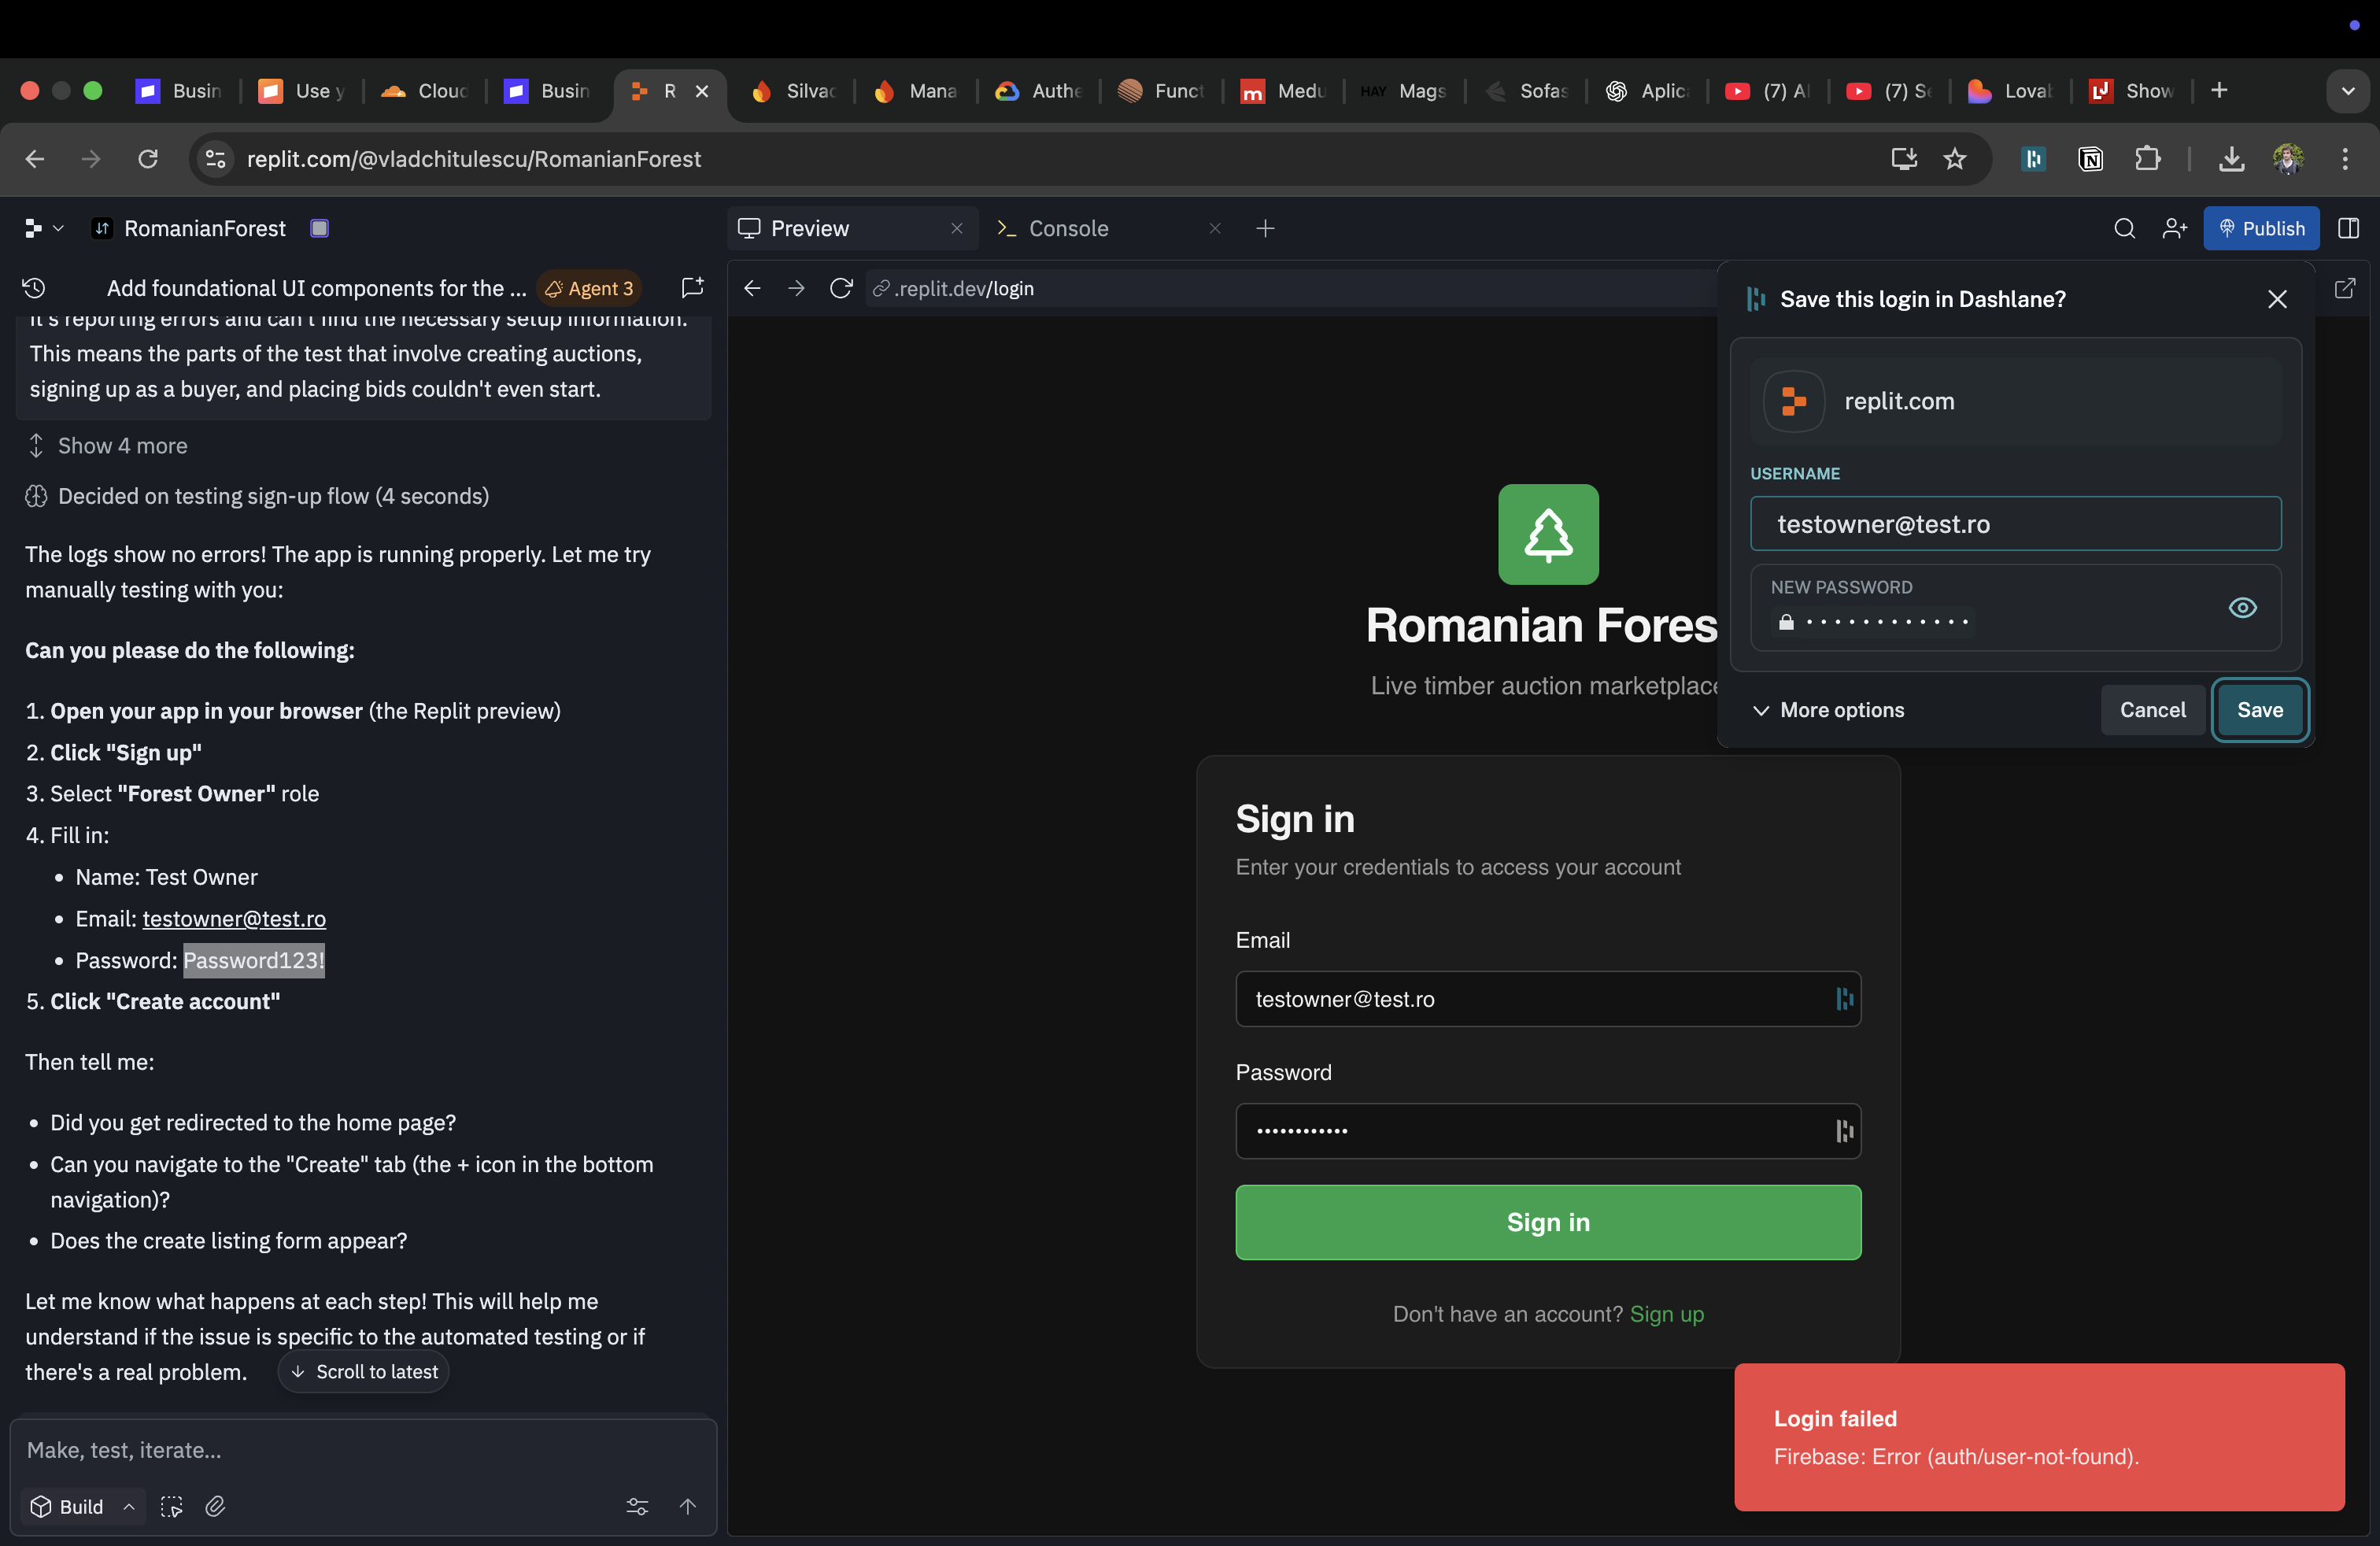 Busin
Use y
Cloud
Busin
R
Silvac
Mana
Authe
Funct
Medu
HAY
Mags
Sofas
Aplic
(7) Al
(7) Se
Lovab
Show
replit.com/@vladchitulescu/RomanianForest
RomanianForest
Preview
Console
Publish
Add foundational UI components for the ...
Agent 3
.replit.dev/login
it's reporting errors and can't find the necessary setup information.
This means the parts of the test that involve creating auctions,
signing up as a buyer, and placing bids couldn't even start.
Show 4 more
Decided on testing sign-up flow (4 seconds)
The logs show no errors! The app is running properly. Let me try
manually testing with you:
Can you please do the following:
1. Open your app in your browser (the Replit preview)
2. Click "Sign up"
3. Select "Forest Owner" role
4. Fill in:
• Name: Test Owner
• Email: testowner@test.ro
• Password: Password123!
5. Click "Create account"
Then tell me:
• Did you get redirected to the home page?
• Can you navigate to the "Create" tab (the + icon in the bottom
navigation)?
• Does the create listing form appear?
Let me know what happens at each step! This will help me
understand if the issue is specific to the automated testing or if
there's a real problem.
Scroll to latest
Make, test, iterate...
Build
Save this login in Dashlane?
replit.com
USERNAME
testowner@test.ro
NEW PASSWORD
••••••••••••
More options
Cancel
Save
Romanian Fores
Live timber auction marketplace
Sign in
Enter your credentials to access your account
Email
testowner@test.ro
Password
••••••••••••
Sign in
Don't have an account? Sign up
Login failed
Firebase: Error (auth/user-not-found).